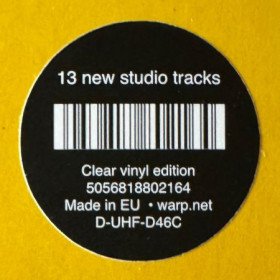 13 new studio tracks
Clear vinyl edition
5056818802164
Made in EU • warp.net
D-UHF-D46C